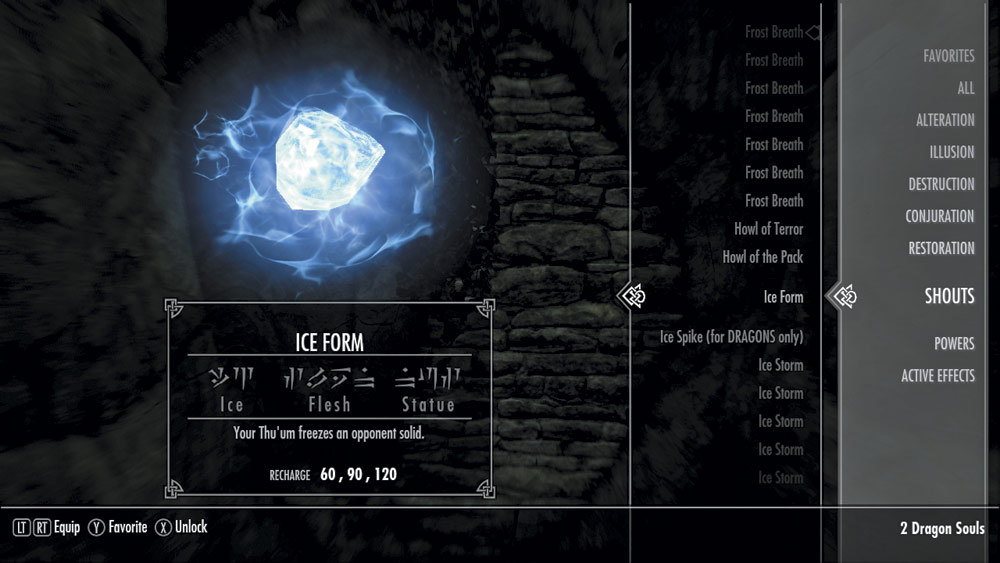 Frost Breath
Frost Breath
Frost Breath
Frost Breath
Frost Breath
Frost Breath
Frost Breath
Howl of Terror
Howl of the Pack
Ice Form
Ice Spike (for DRAGONS only)
Ice Storm
Ice Storm
Ice Storm
Ice Storm
Ice Storm
FAVORITES
ALL
ALTERATION
ILLUSION
DESTRUCTION
CONJURATION
RESTORATION
SHOUTS
POWERS
ACTIVE EFFECTS
ICE FORM
Ice Flesh Statue
Your Thu'um freezes an opponent solid.
RECHARGE 60 , 90 , 120
LT RT Equip Y Favorite X Unlock
2 Dragon Souls